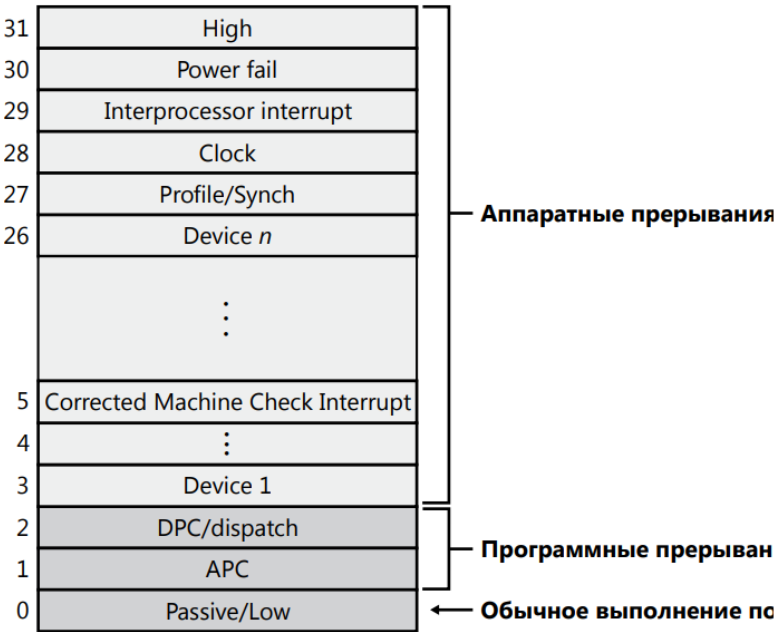 31 High
30 Power fail
29 Interprocessor interrupt
28 Clock
27 Profile/Synch
Аппаратные прерывания
26 Device n
5 Corrected Machine Check Interrupt
4
3 Device 1
2 DPC/dispatch
Программные прерван
1 APC
0 Passive/Low
Обычное выполнение по